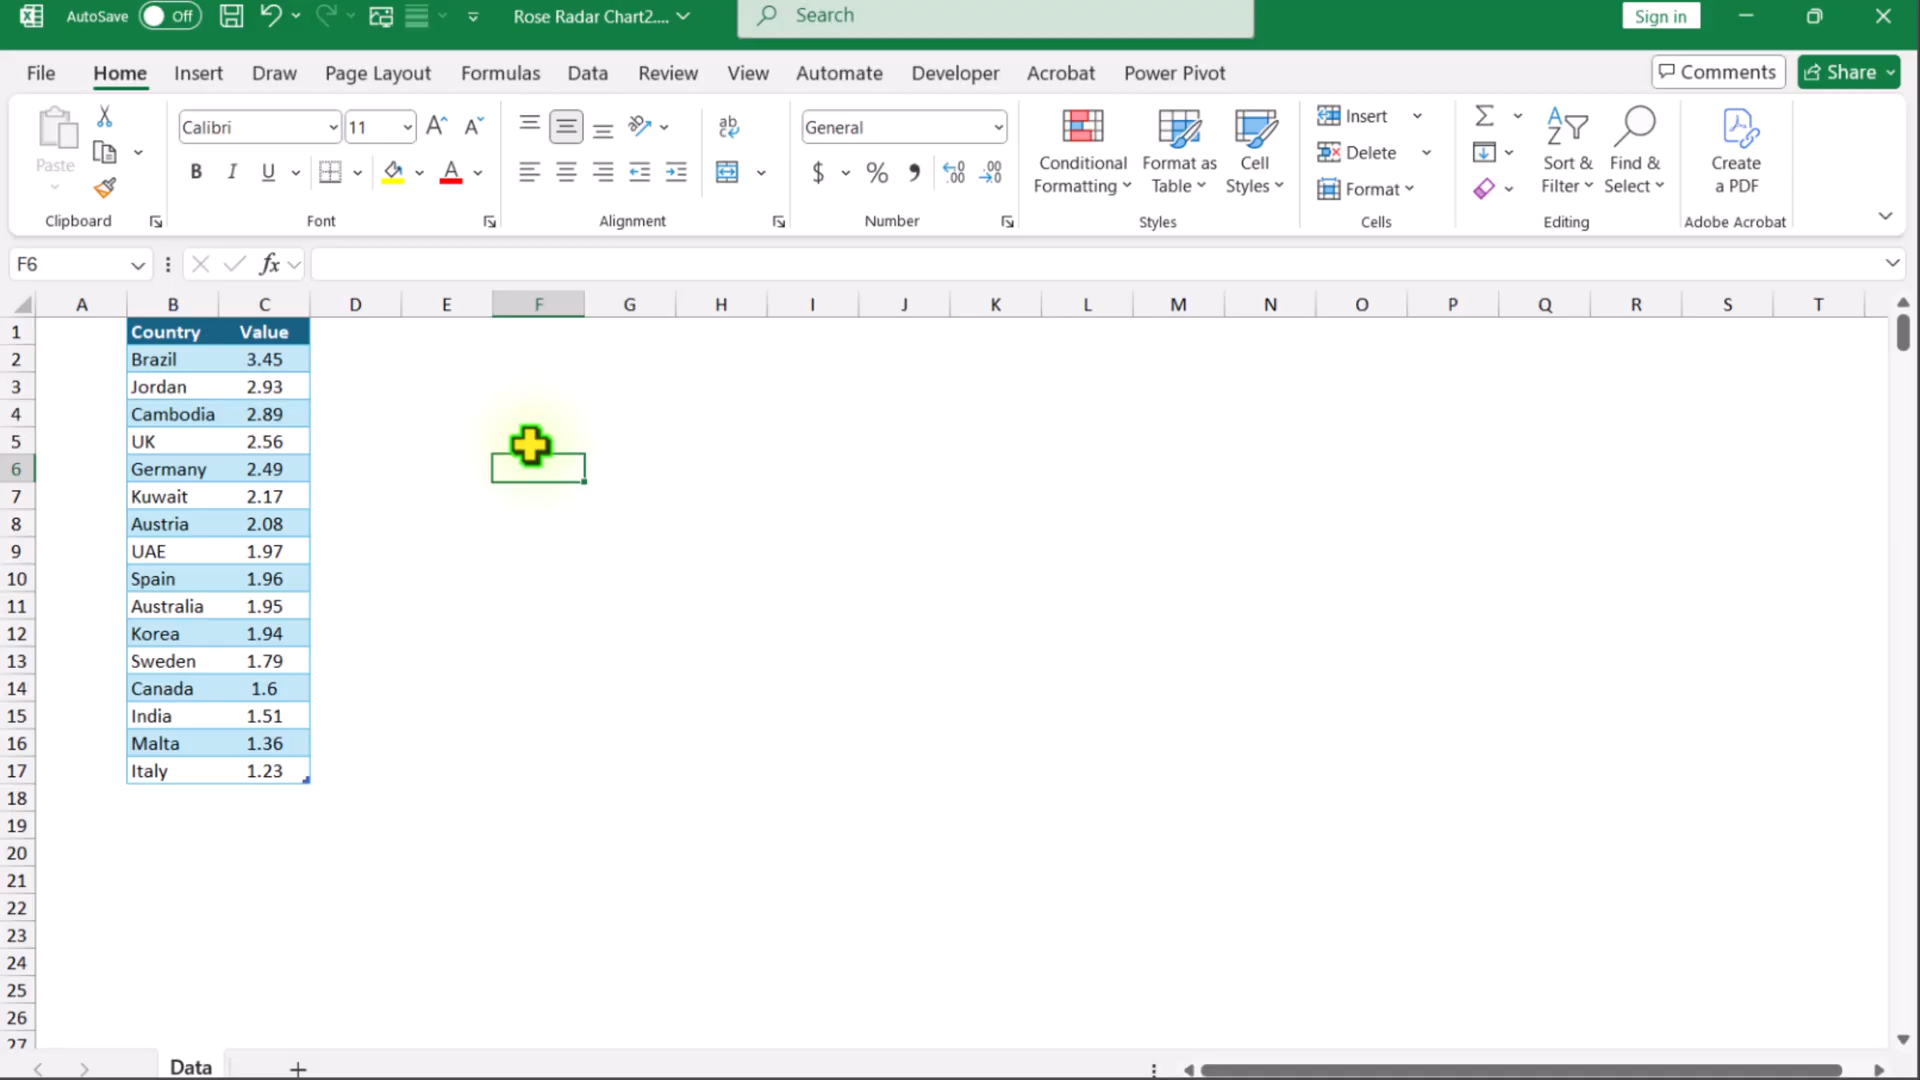 AutoSave Off Rose Radar Chart2.... Search Sign in
File Home Insert Draw Page Layout Formulas Data Review View Automate Developer Acrobat Power Pivot Comments Share
Paste
Clipboard
Calibri 11
B I U A
Font
ab
Alignment
General
$ % .00 .00
Number
Conditional Formatting
Format as Table
Cell Styles
Styles
Insert
Delete
Format
Cells
Sort & Filter
Find & Select
Editing
Create a PDF
Adobe Acrobat
F6 fx
A B C D E F G H I J K L M N O P Q R S T
1 Country Value
2 Brazil 3.45
3 Jordan 2.93
4 Cambodia 2.89
5 UK 2.56
6 Germany 2.49
7 Kuwait 2.17
8 Austria 2.08
9 UAE 1.97
10 Spain 1.96
11 Australia 1.95
12 Korea 1.94
13 Sweden 1.79
14 Canada 1.6
15 India 1.51
16 Malta 1.36
17 Italy 1.23
18
19
20
21
22
23
24
25
26
27
Data